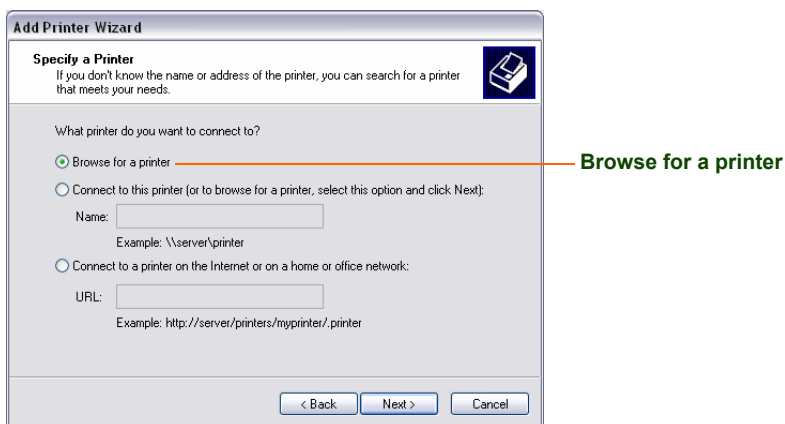 Add Printer Wizard
Specify a Printer
If you don't know the name or address of the printer, you can search for a printer
that meets your needs.
What printer do you want to connect to?
Browse for a printer
Browse for a printer
Connect to this printer (or to browse for a printer, select this option and click Next):
Name:
Example: \\server\printer
Connect to a printer on the Internet or on a home or office network:
URL:
Example: http://server/printers/myprinter/.printer
< Back
Next >
Cancel